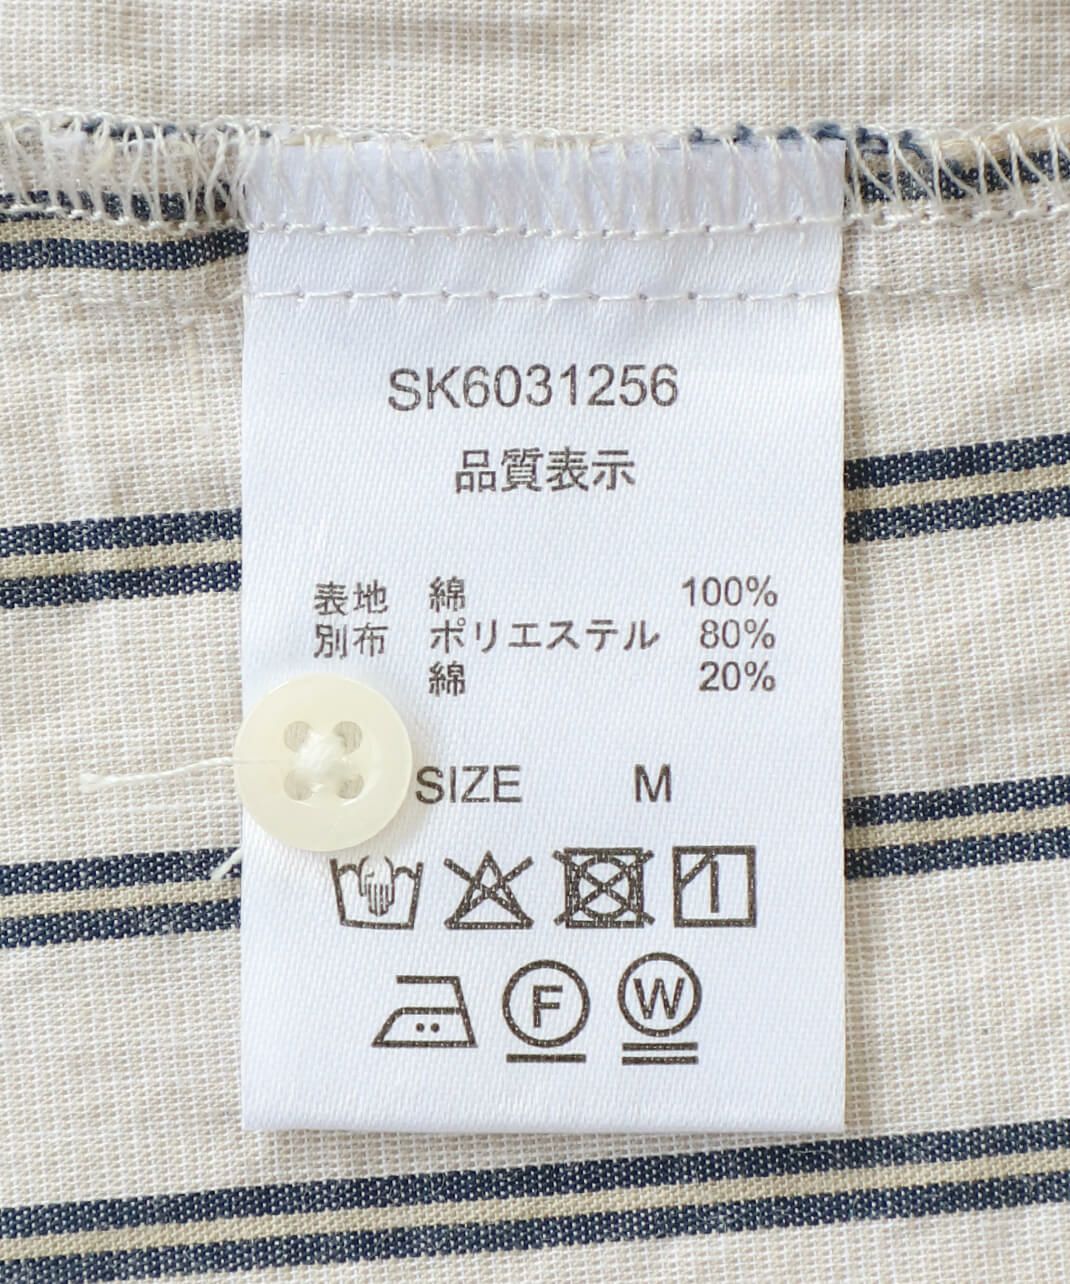 SK6031256
品質表示
表地 綿 100%
別布 ポリエステル 80%
綿 20%
SIZE M
F W